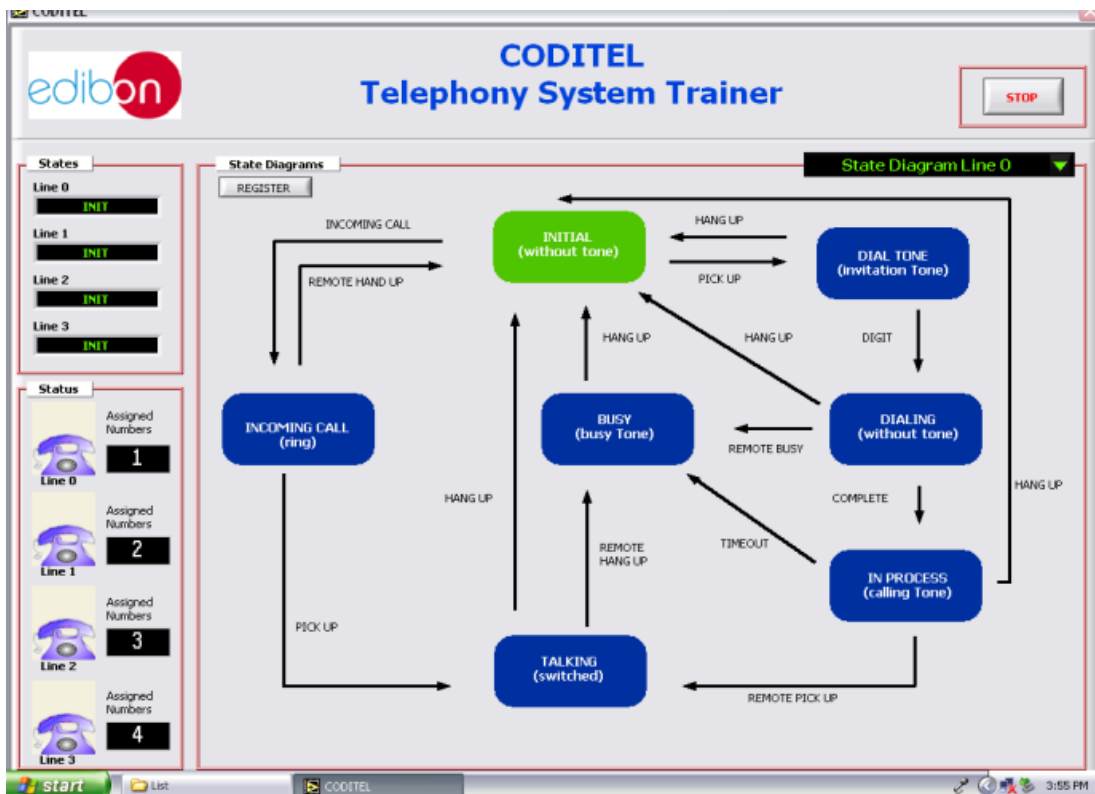 CODITEL
edibon
CODITEL
Telephony System Trainer
STOP
States
Line 0
INIT
Line 1
INIT
Line 2
INIT
Line 3
INIT
Status
Assigned
Numbers
1
Line 0
Assigned
Numbers
2
Line 1
Assigned
Numbers
3
Line 2
Assigned
Numbers
4
Line 3
State Diagrams
REGISTER
State Diagram Line 0
INCOMING CALL
REMOTE HAND UP
INITIAL
(without tone)
HANG UP
PICK UP
DIAL TONE
(invitation Tone)
HANG UP
HANG UP
DIGIT
INCOMING CALL
(ring)
BUSY
(busy Tone)
DIALING
(without tone)
REMOTE BUSY
HANG UP
COMPLETE
HANG UP
REMOTE
HANG UP
TIMEOUT
IN PROCESS
(calling Tone)
PICK UP
TALKING
(switched)
REMOTE PICK UP
start
List
CODITEL
3:55 PM